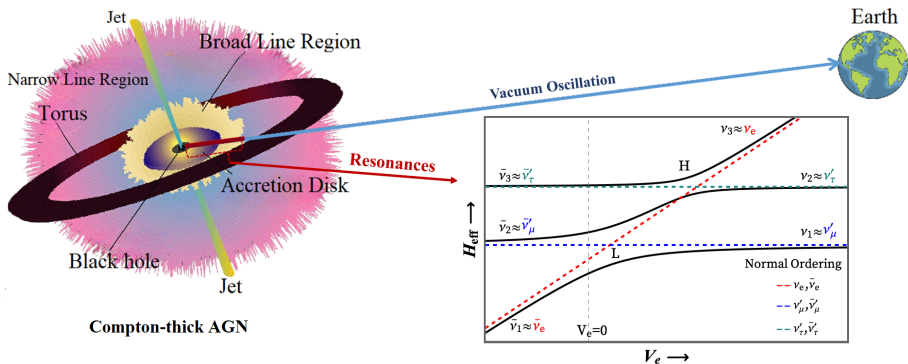 Jet
Earth
Broad Line Region
Narrow Line Region
Vacuum Oscillation
Torus
Resonances
Accretion Disk
Black hole
Jet
Compton-thick AGN
ν₃≈νₑ
H
ν̄₃≈ν̄′τ
ν₂≈ν′τ
ν̄₂≈ν̄′μ
ν₁≈ν′μ
L
Normal Ordering
νₑ,ν̄ₑ
ν′μ,ν̄′μ
ν′τ,ν̄′τ
ν̄₁≈ν̄ₑ
Vₑ=0
H_eff →
Vₑ →